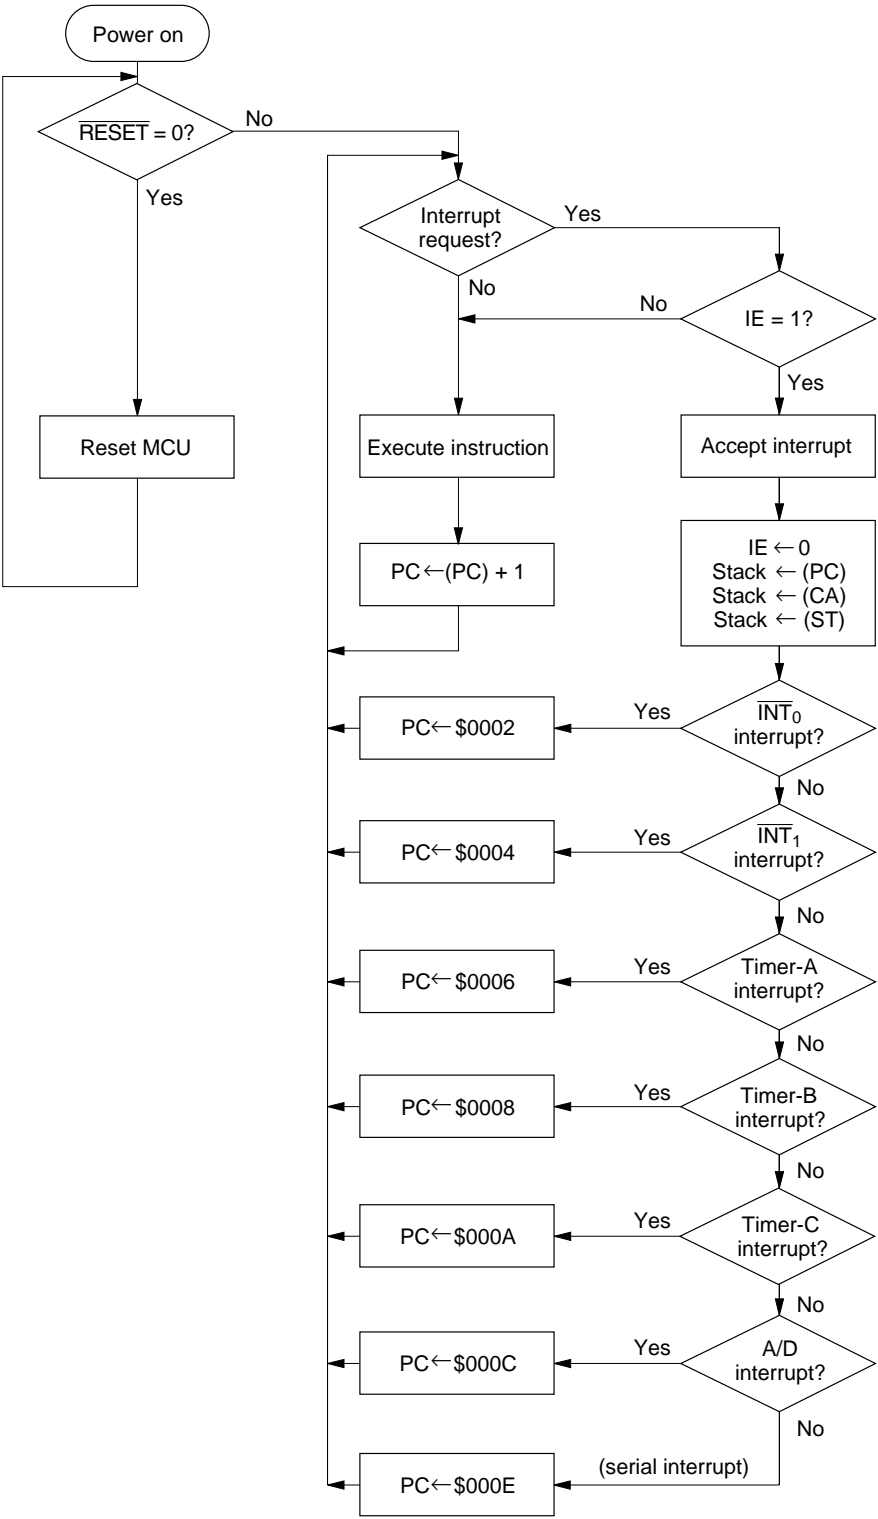 Power on
RESET = 0?
No
Yes
Interrupt
request?
Yes
No
No
IE = 1?
Yes
Reset MCU
Execute instruction
Accept interrupt
PC←(PC) + 1
IE ← 0
Stack ← (PC)
Stack ← (CA)
Stack ← (ST)
PC← $0002
Yes
INT0
interrupt?
No
PC← $0004
Yes
INT1
interrupt?
No
PC← $0006
Yes
Timer-A
interrupt?
No
PC← $0008
Yes
Timer-B
interrupt?
No
PC← $000A
Yes
Timer-C
interrupt?
No
PC← $000C
Yes
A/D
interrupt?
No
PC← $000E
(serial interrupt)